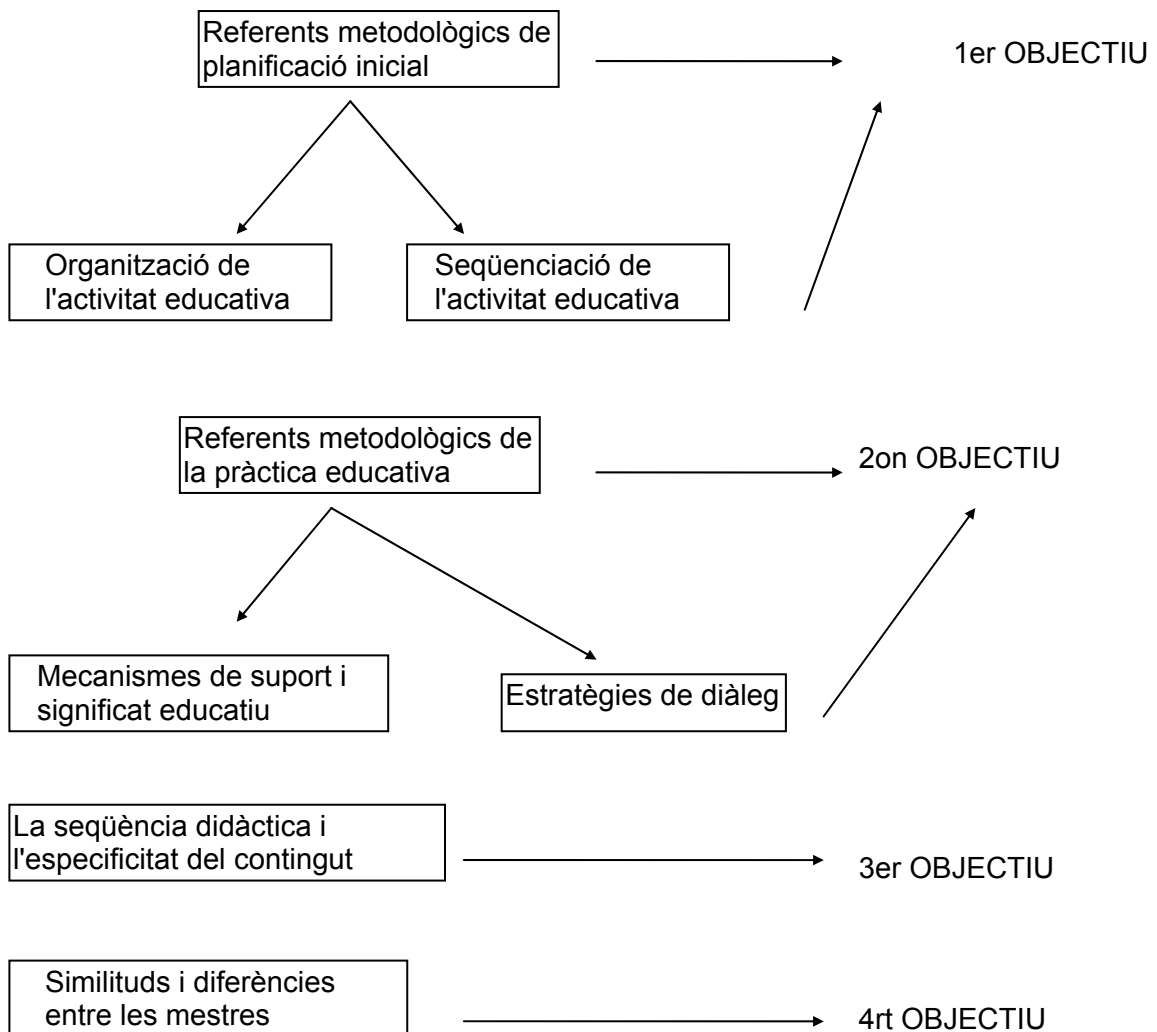 Referents metodològics de
planificació inicial
1er OBJECTIU
Organització de
l'activitat educativa
Seqüenciació de
l'activitat educativa
Referents metodològics de
la pràctica educativa
2on OBJECTIU
Mecanismes de suport i
significat educatiu
Estratègies de diàleg
La seqüència didàctica i
l'especificitat del contingut
3er OBJECTIU
Similituds i diferències
entre les mestres
4rt OBJECTIU